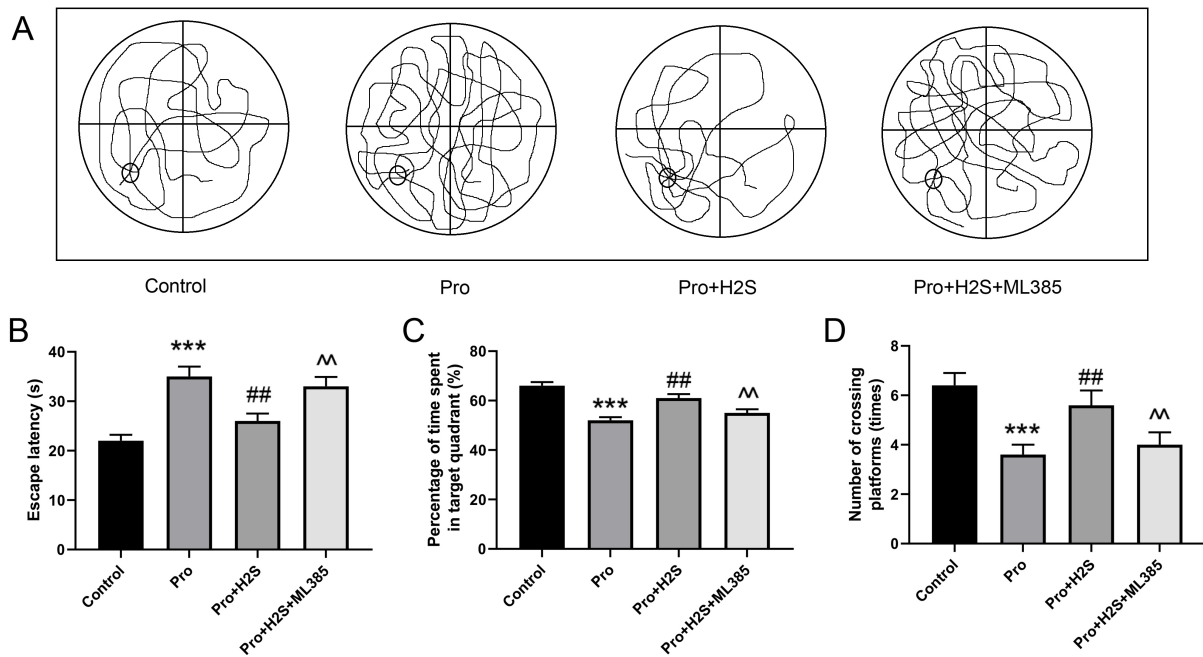 A
Control
Pro
Pro+H2S
Pro+H2S+ML385
B
Escape latency (s)
40
30
20
10
0
***
##
^^
Control
Pro
Pro+H2S
Pro+H2S+ML385
C
Percentage of time spent
in target quadrant (%)
80
60
40
20
0
***
##
^^
Control
Pro
Pro+H2S
Pro+H2S+ML385
D
Number of crossing
platforms (times)
8
6
4
2
0
***
##
^^
Control
Pro
Pro+H2S
Pro+H2S+ML385